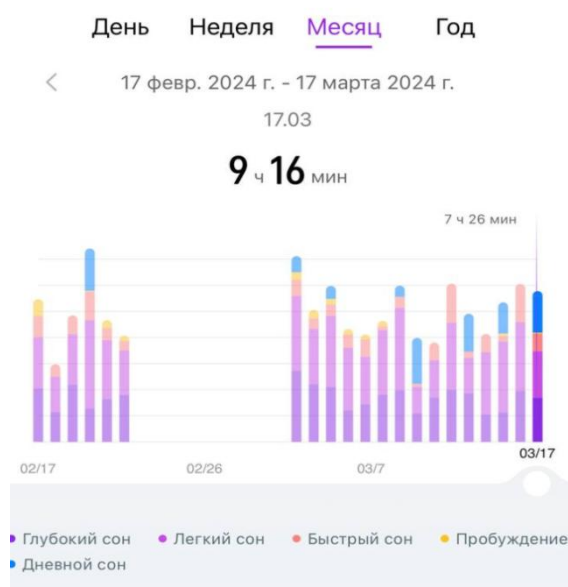 День Неделя Месяц Год
17 февр. 2024 г. - 17 марта 2024 г.
17.03
9 ч 16 мин
7 ч 26 мин
03/17
02/17 02/26 03/7
Глубокий сон Легкий сон Быстрый сон Пробуждение
Дневной сон